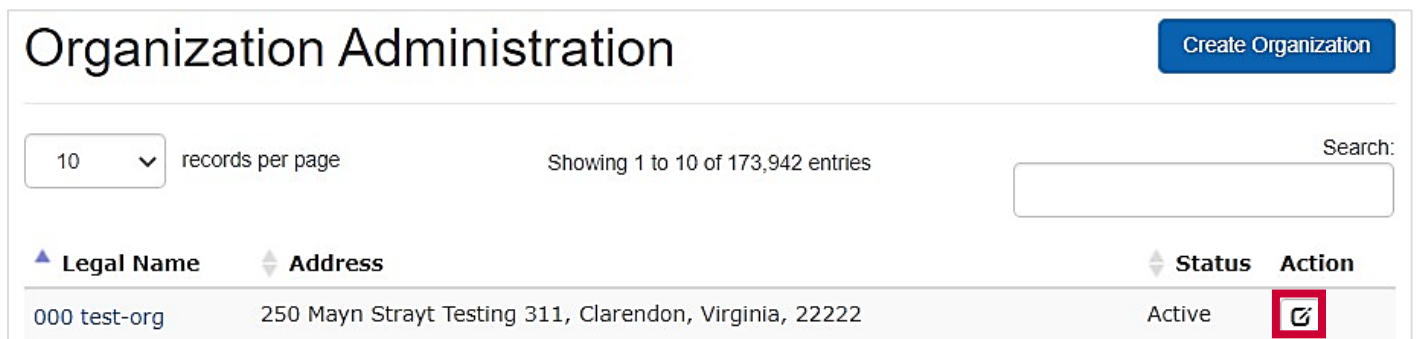 Organization Administration
Create Organization
10 records per page
Showing 1 to 10 of 173,942 entries
Search:
Legal Name Address Status Action
000 test-org 250 Mayn Strayt Testing 311, Clarendon, Virginia, 22222 Active